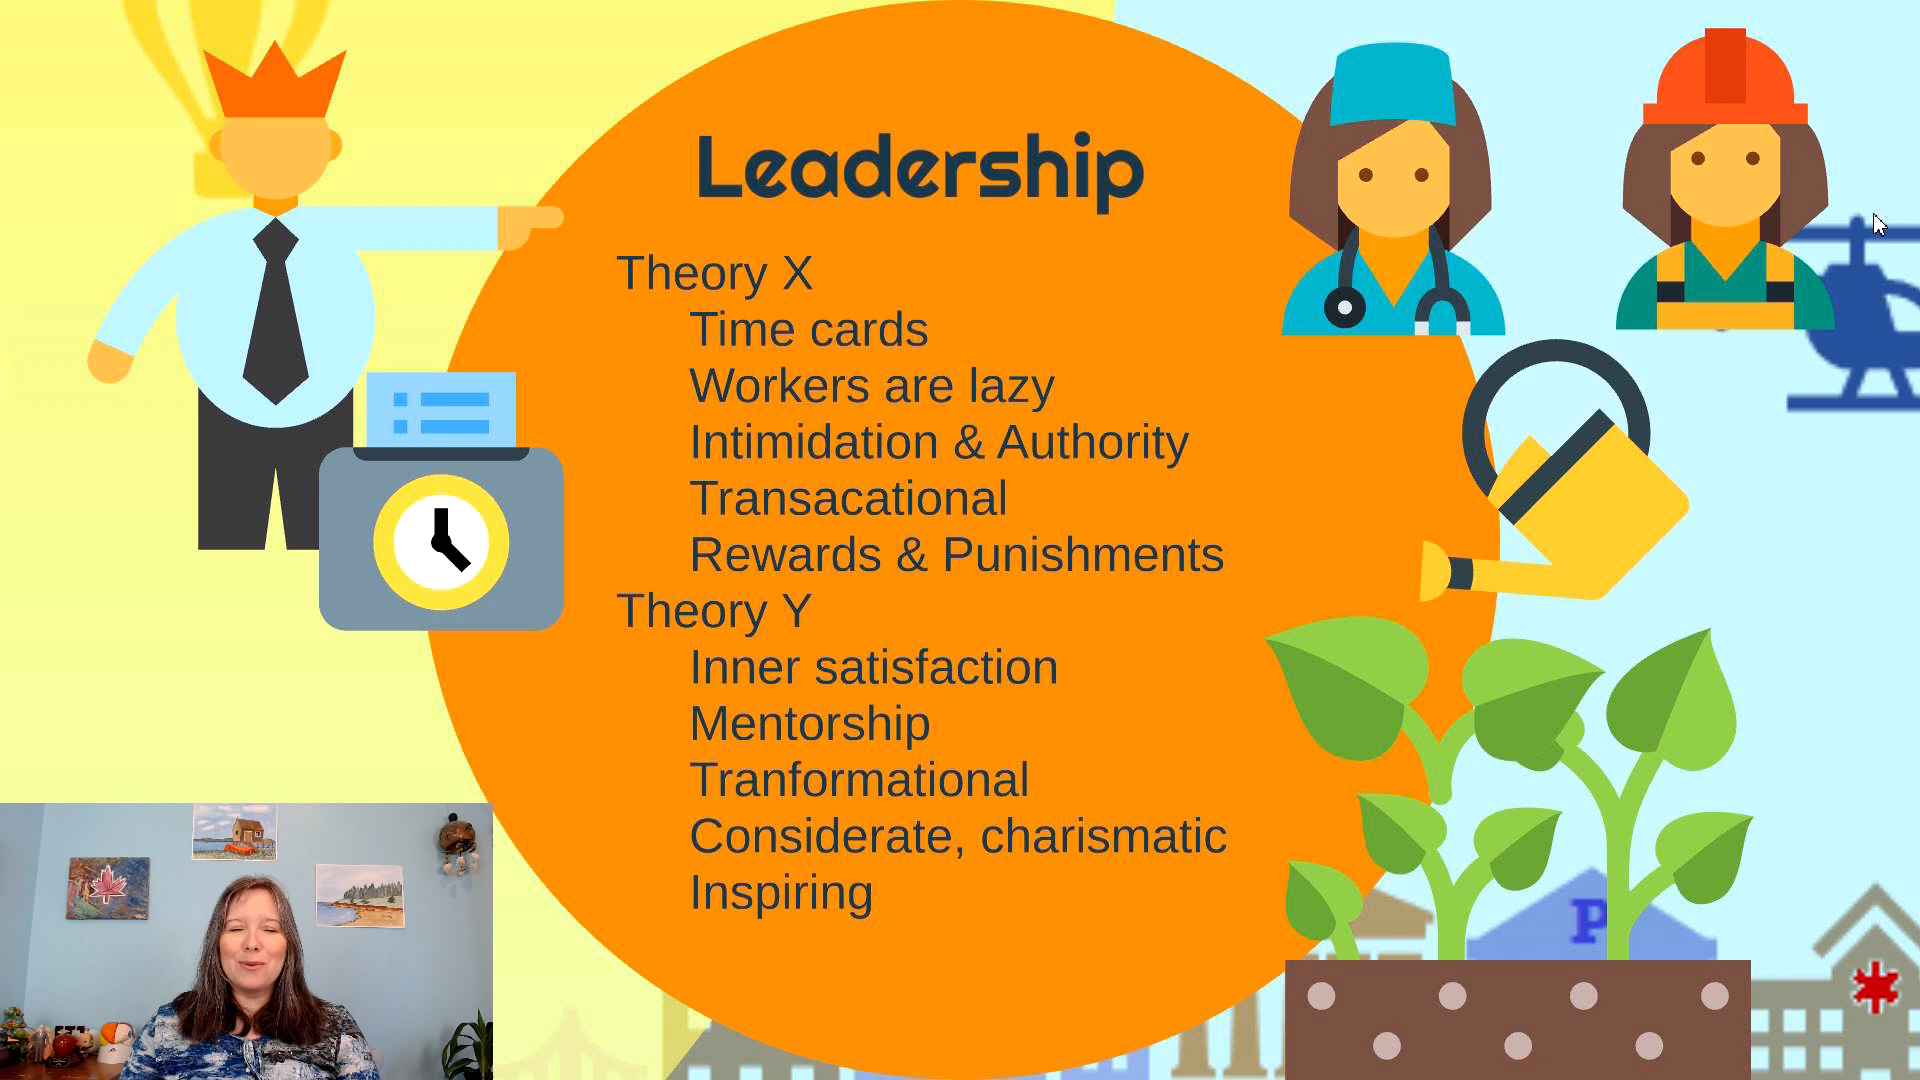 Leadership
Theory X
Time cards
Workers are lazy
Intimidation & Authority
Transacational
Rewards & Punishments
Theory Y
Inner satisfaction
Mentorship
Tranformational
Considerate, charismatic
Inspiring
P